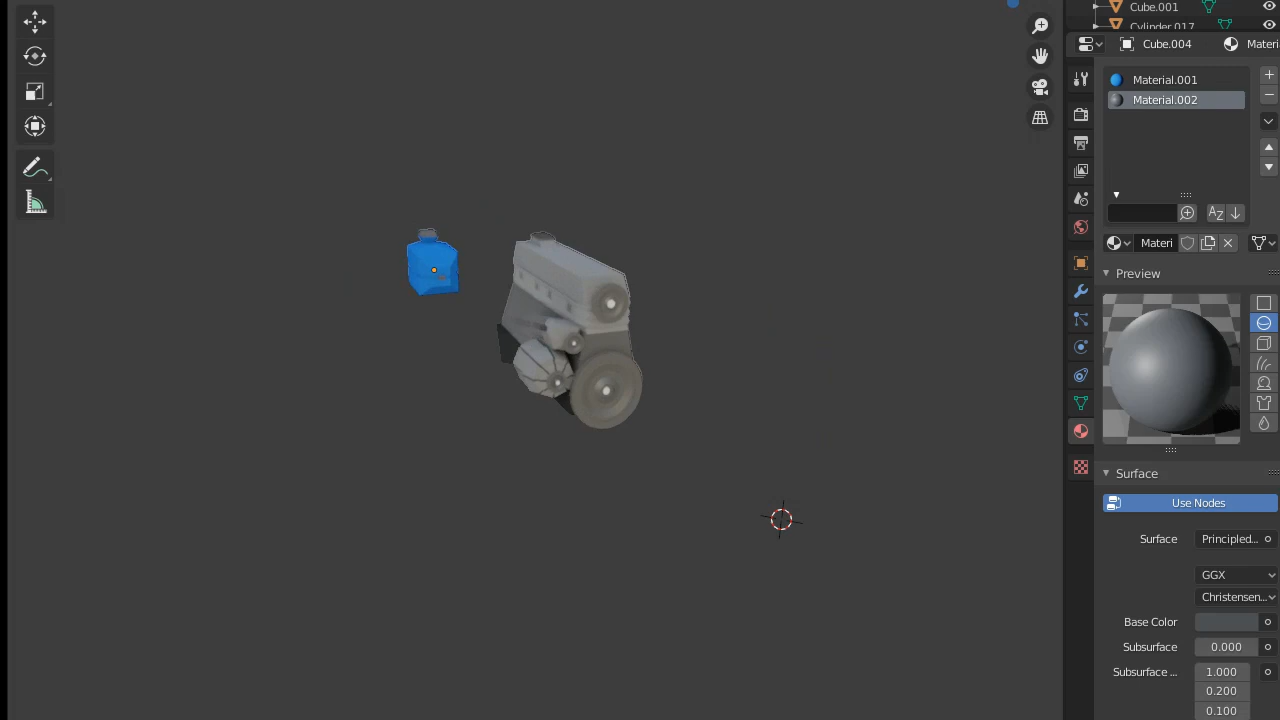 Cube.001
Cylinder.017
Cube.004
Materi
Material.001
Material.002
Materi
Preview
Surface
Use Nodes
Surface
Principled...
GGX
Christensen...
Base Color
Subsurface
0.000
Subsurface ...
1.000
0.200
0.100